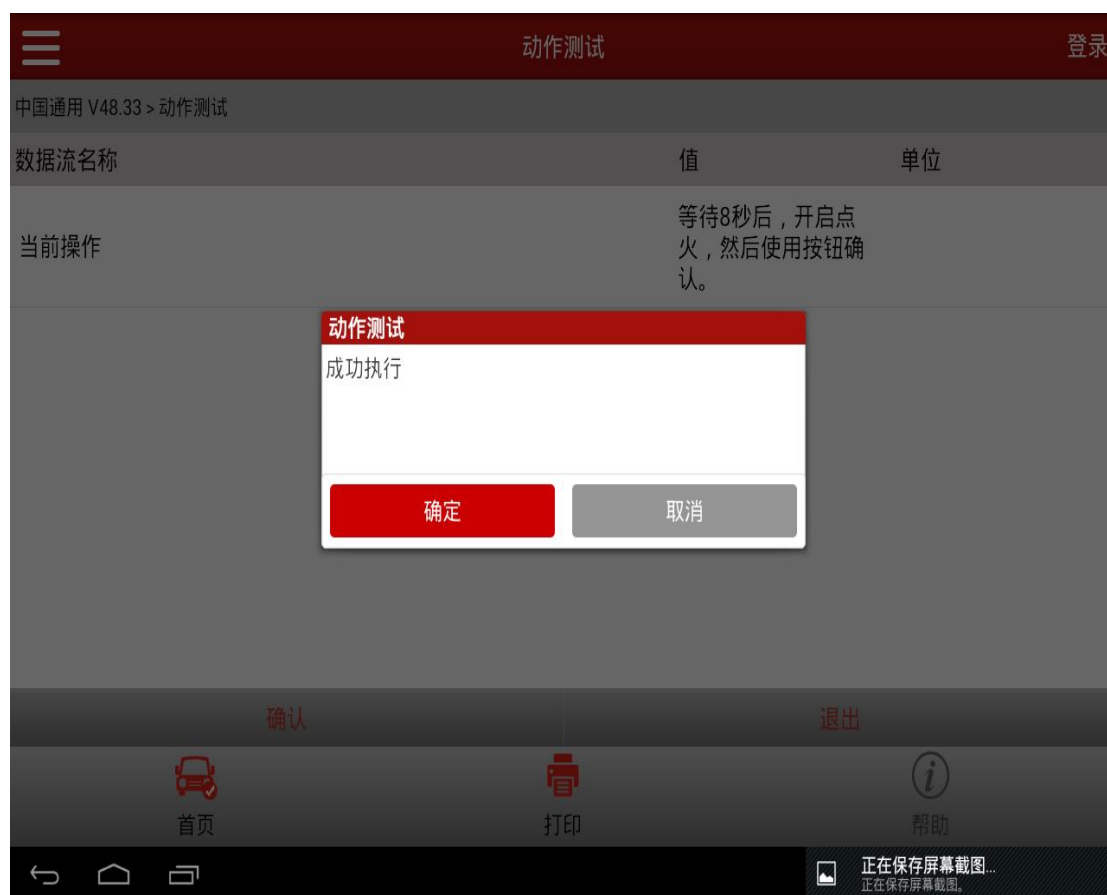 动作测试
登录
中国通用 V48.33 > 动作测试
数据流名称 值 单位
当前操作
等待8秒后，开启点
火，然后使用按钮确
认。
动作测试
成功执行
确定 取消
确认 退出
首页 打印 帮助
正在保存屏幕截图...
正在保存屏幕截图。